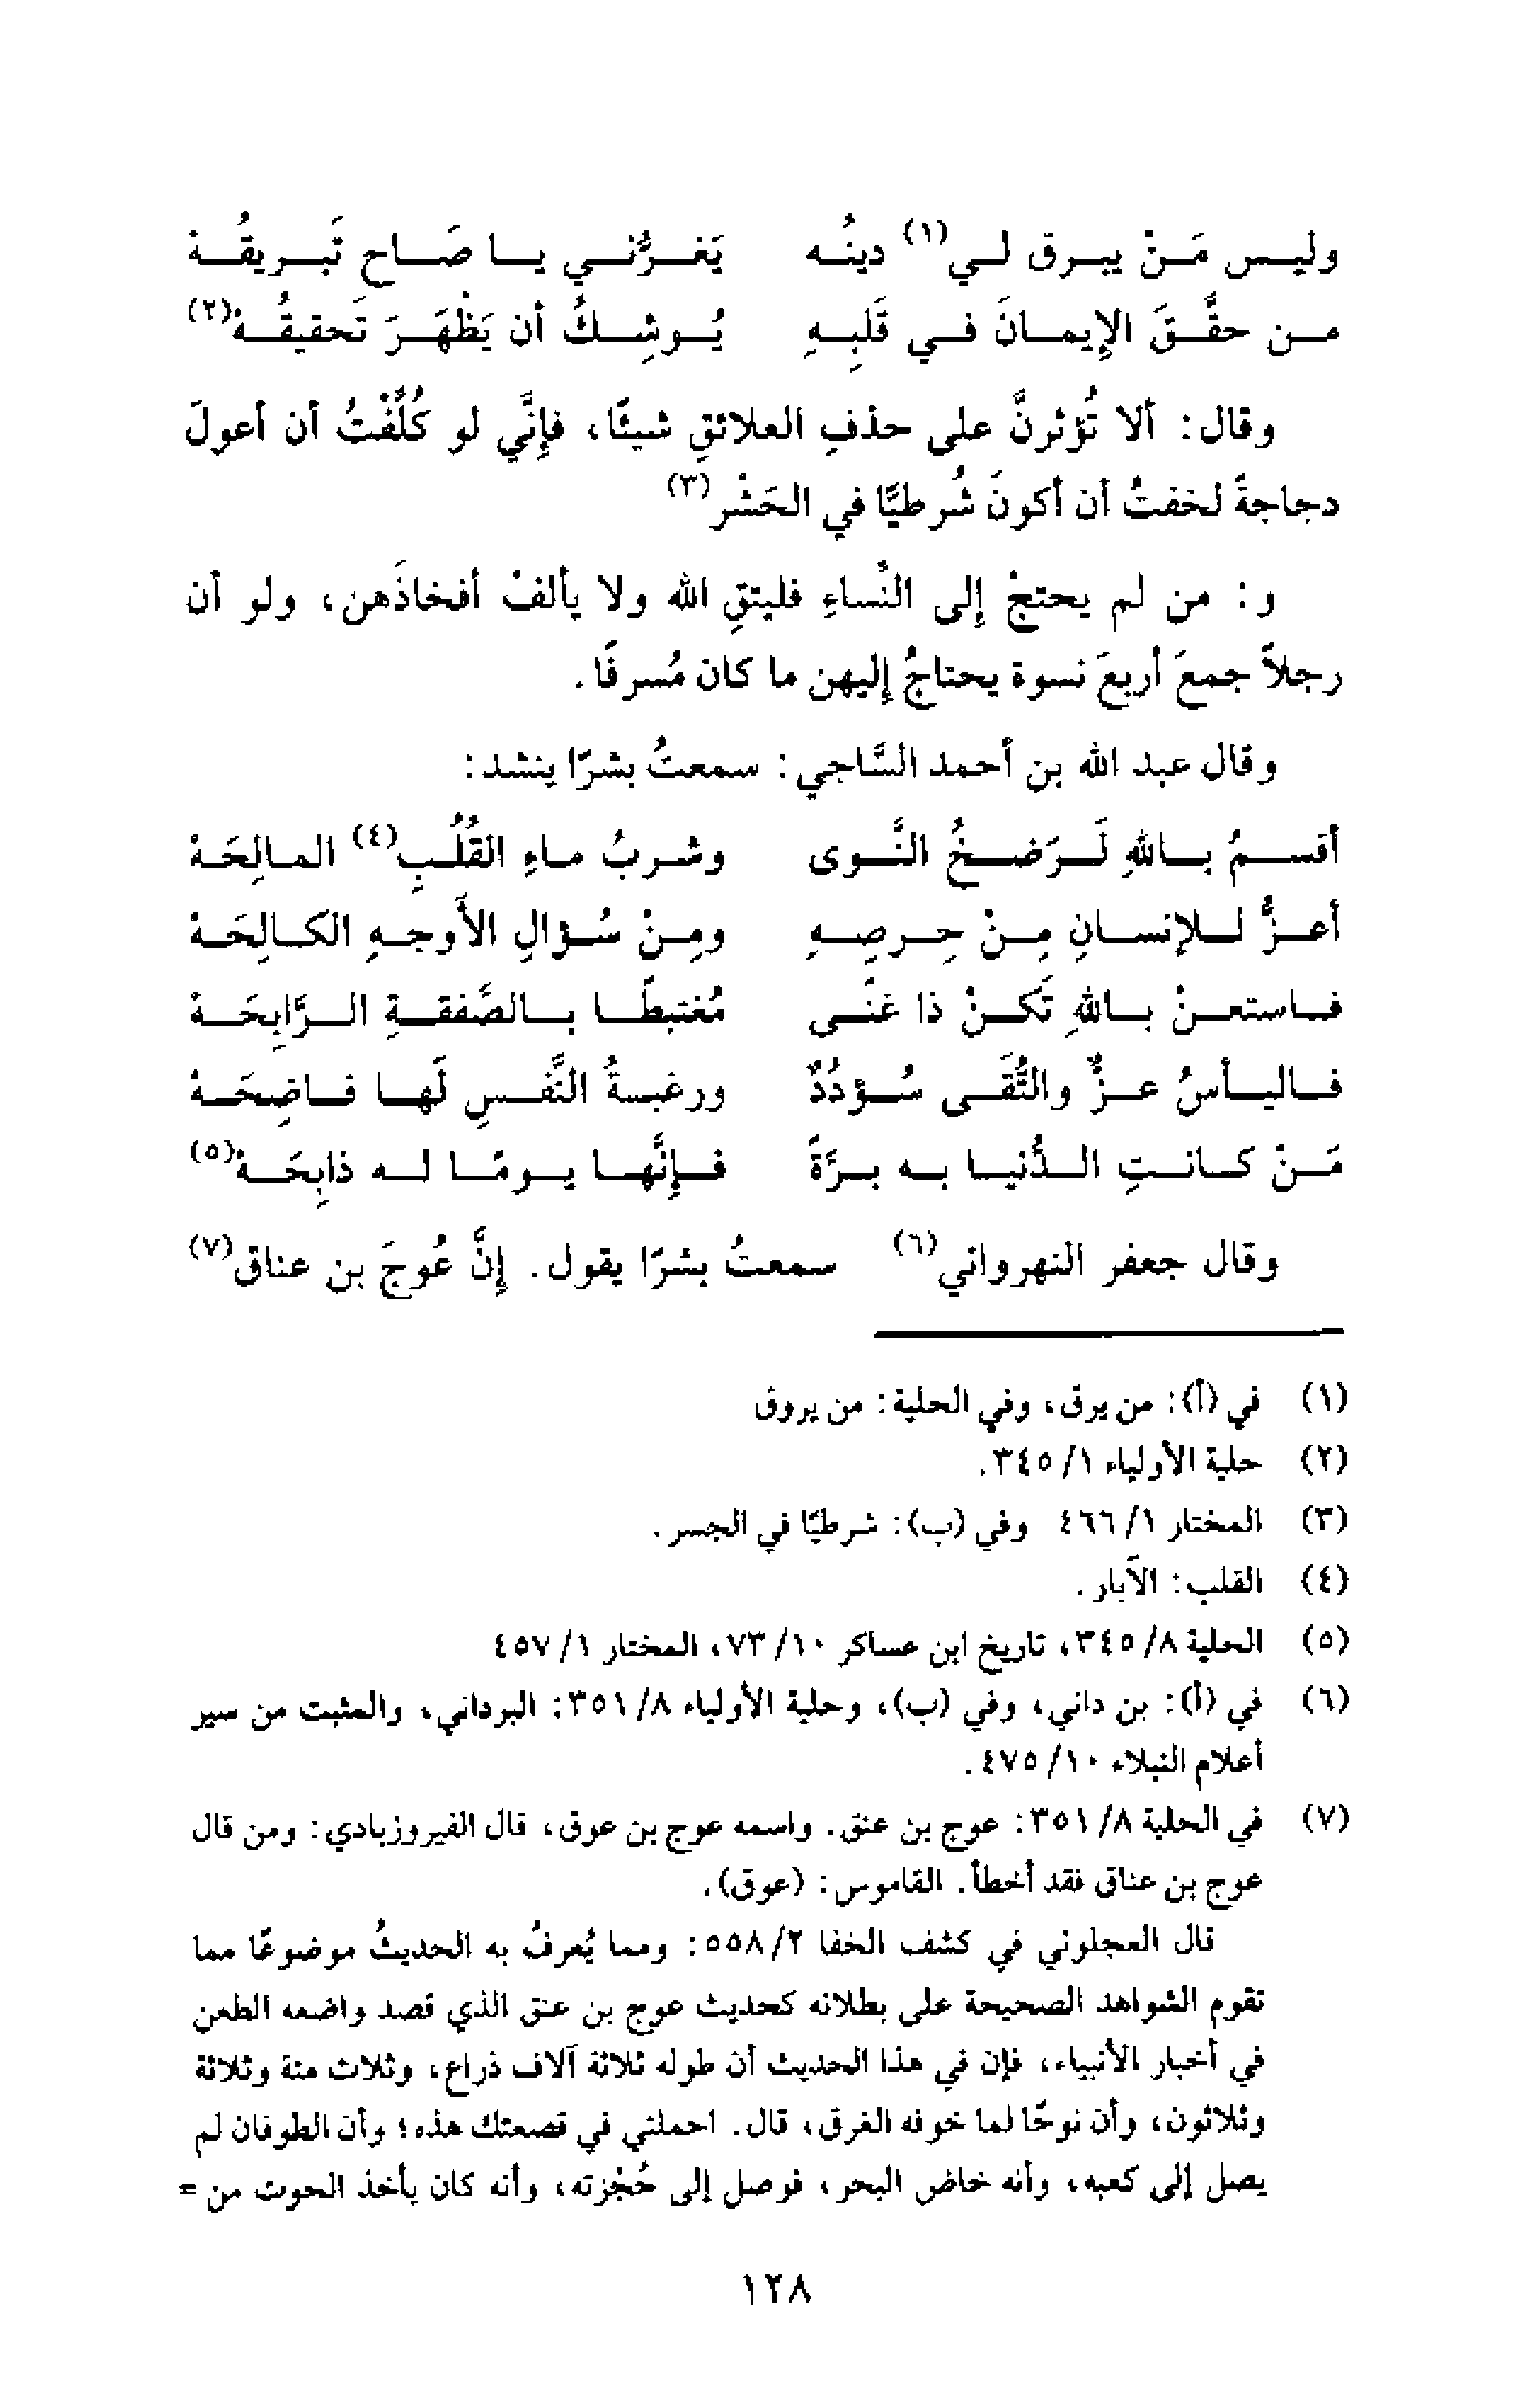 وليس مَنْ يبرق لي(١) دينُه يَغرُّني يا صَاح تَبريقُهْ
من حقَّقَ الإيمانَ في قَلبِهِ يُوشِكُ أن يَظْهَرَ تَحقيقُهْ(٢)
وقال: ألا تُؤثرنَّ على حذفِ العلائقِ شيئًا، فإنِّي لو كُلِّفْتُ أن أعولَ
دجاجةً لخفتُ أن أكونَ شُرطيًّا في الحَشْر(٣)
و: من لم يحتجْ إلى النِّساءِ فليتقِ الله ولا يألفْ أفخاذَهن، ولو أن
رجلاً جمعَ أربعَ نسوة يحتاجُ إليهن ما كان مُسرفًا.
وقال عبد الله بن أحمد السَّاجي: سمعتُ بشرًا ينشد:
أقسمُ باللهِ لَرَضخُ النَّوى وشربُ ماءِ القُلُبِ(٤) المالِحَهْ
أعزُّ للإنسانِ مِنْ حِرصِهِ ومِنْ سُؤالِ الأَوجهِ الكالِحَهْ
فاستعنْ باللهِ تَكنْ ذا غنًى مُغتبطًا بالصَّفقةِ الرَّابِحَهْ
فاليأسُ عزٌّ والتُّقَى سُؤدُدٌ ورغبةُ النَّفسِ لَها فاضِحَهْ
مَنْ كانتِ الدُّنيا به برَّةً فإنَّها يومًا له ذابِحَهْ(٥)
وقال جعفر النهرواني(٦) سمعتُ بشرًا يقول. إنَّ عُوجَ بن عناق(٧)
(١) في (أ): من يرق، وفي الحلية: من يروق
(٢) حلية الأولياء ١/ ٣٤٥.
(٣) المختار ١/ ٤٦٦ وفي (ب): شرطيًا في الجسر.
(٤) القلب: الآبار.
(٥) الحلية ٨/ ٣٤٥، تاريخ ابن عساكر ١٠/ ٧٣، المختار ١/ ٤٥٧
(٦) في (أ): بن داني، وفي (ب)، وحلية الأولياء ٨/ ٣٥١: البرداني، والمثبت من سير
أعلام النبلاء ١٠/ ٤٧٥.
(٧) في الحلية ٨/ ٣٥١: عوج بن عنق. واسمه عوج بن عوق، قال الفيروزبادي: ومن قال
عوج بن عناق فقد أخطأ. القاموس: (عوق).
قال العجلوني في كشف الخفا ٢/ ٥٥٨: ومما يُعرفُ به الحديثُ موضوعًا مما
تقوم الشواهد الصحيحة على بطلانه كحديث عوج بن عنق الذي قصد واضعه الطعن
في أخبار الأنبياء، فإن في هذا الحديث أن طوله ثلاثة آلاف ذراع، وثلاث مئة وثلاثة
وثلاثون، وأن نوحًا لما خوفه الغرق، قال. احملني في قصعتك هذه؛ وأن الطوفان لم
يصل إلى كعبه، وأنه خاض البحر، فوصل إلى حُجْزته، وأنه كان يأخذ الحوت من =
١٢٨